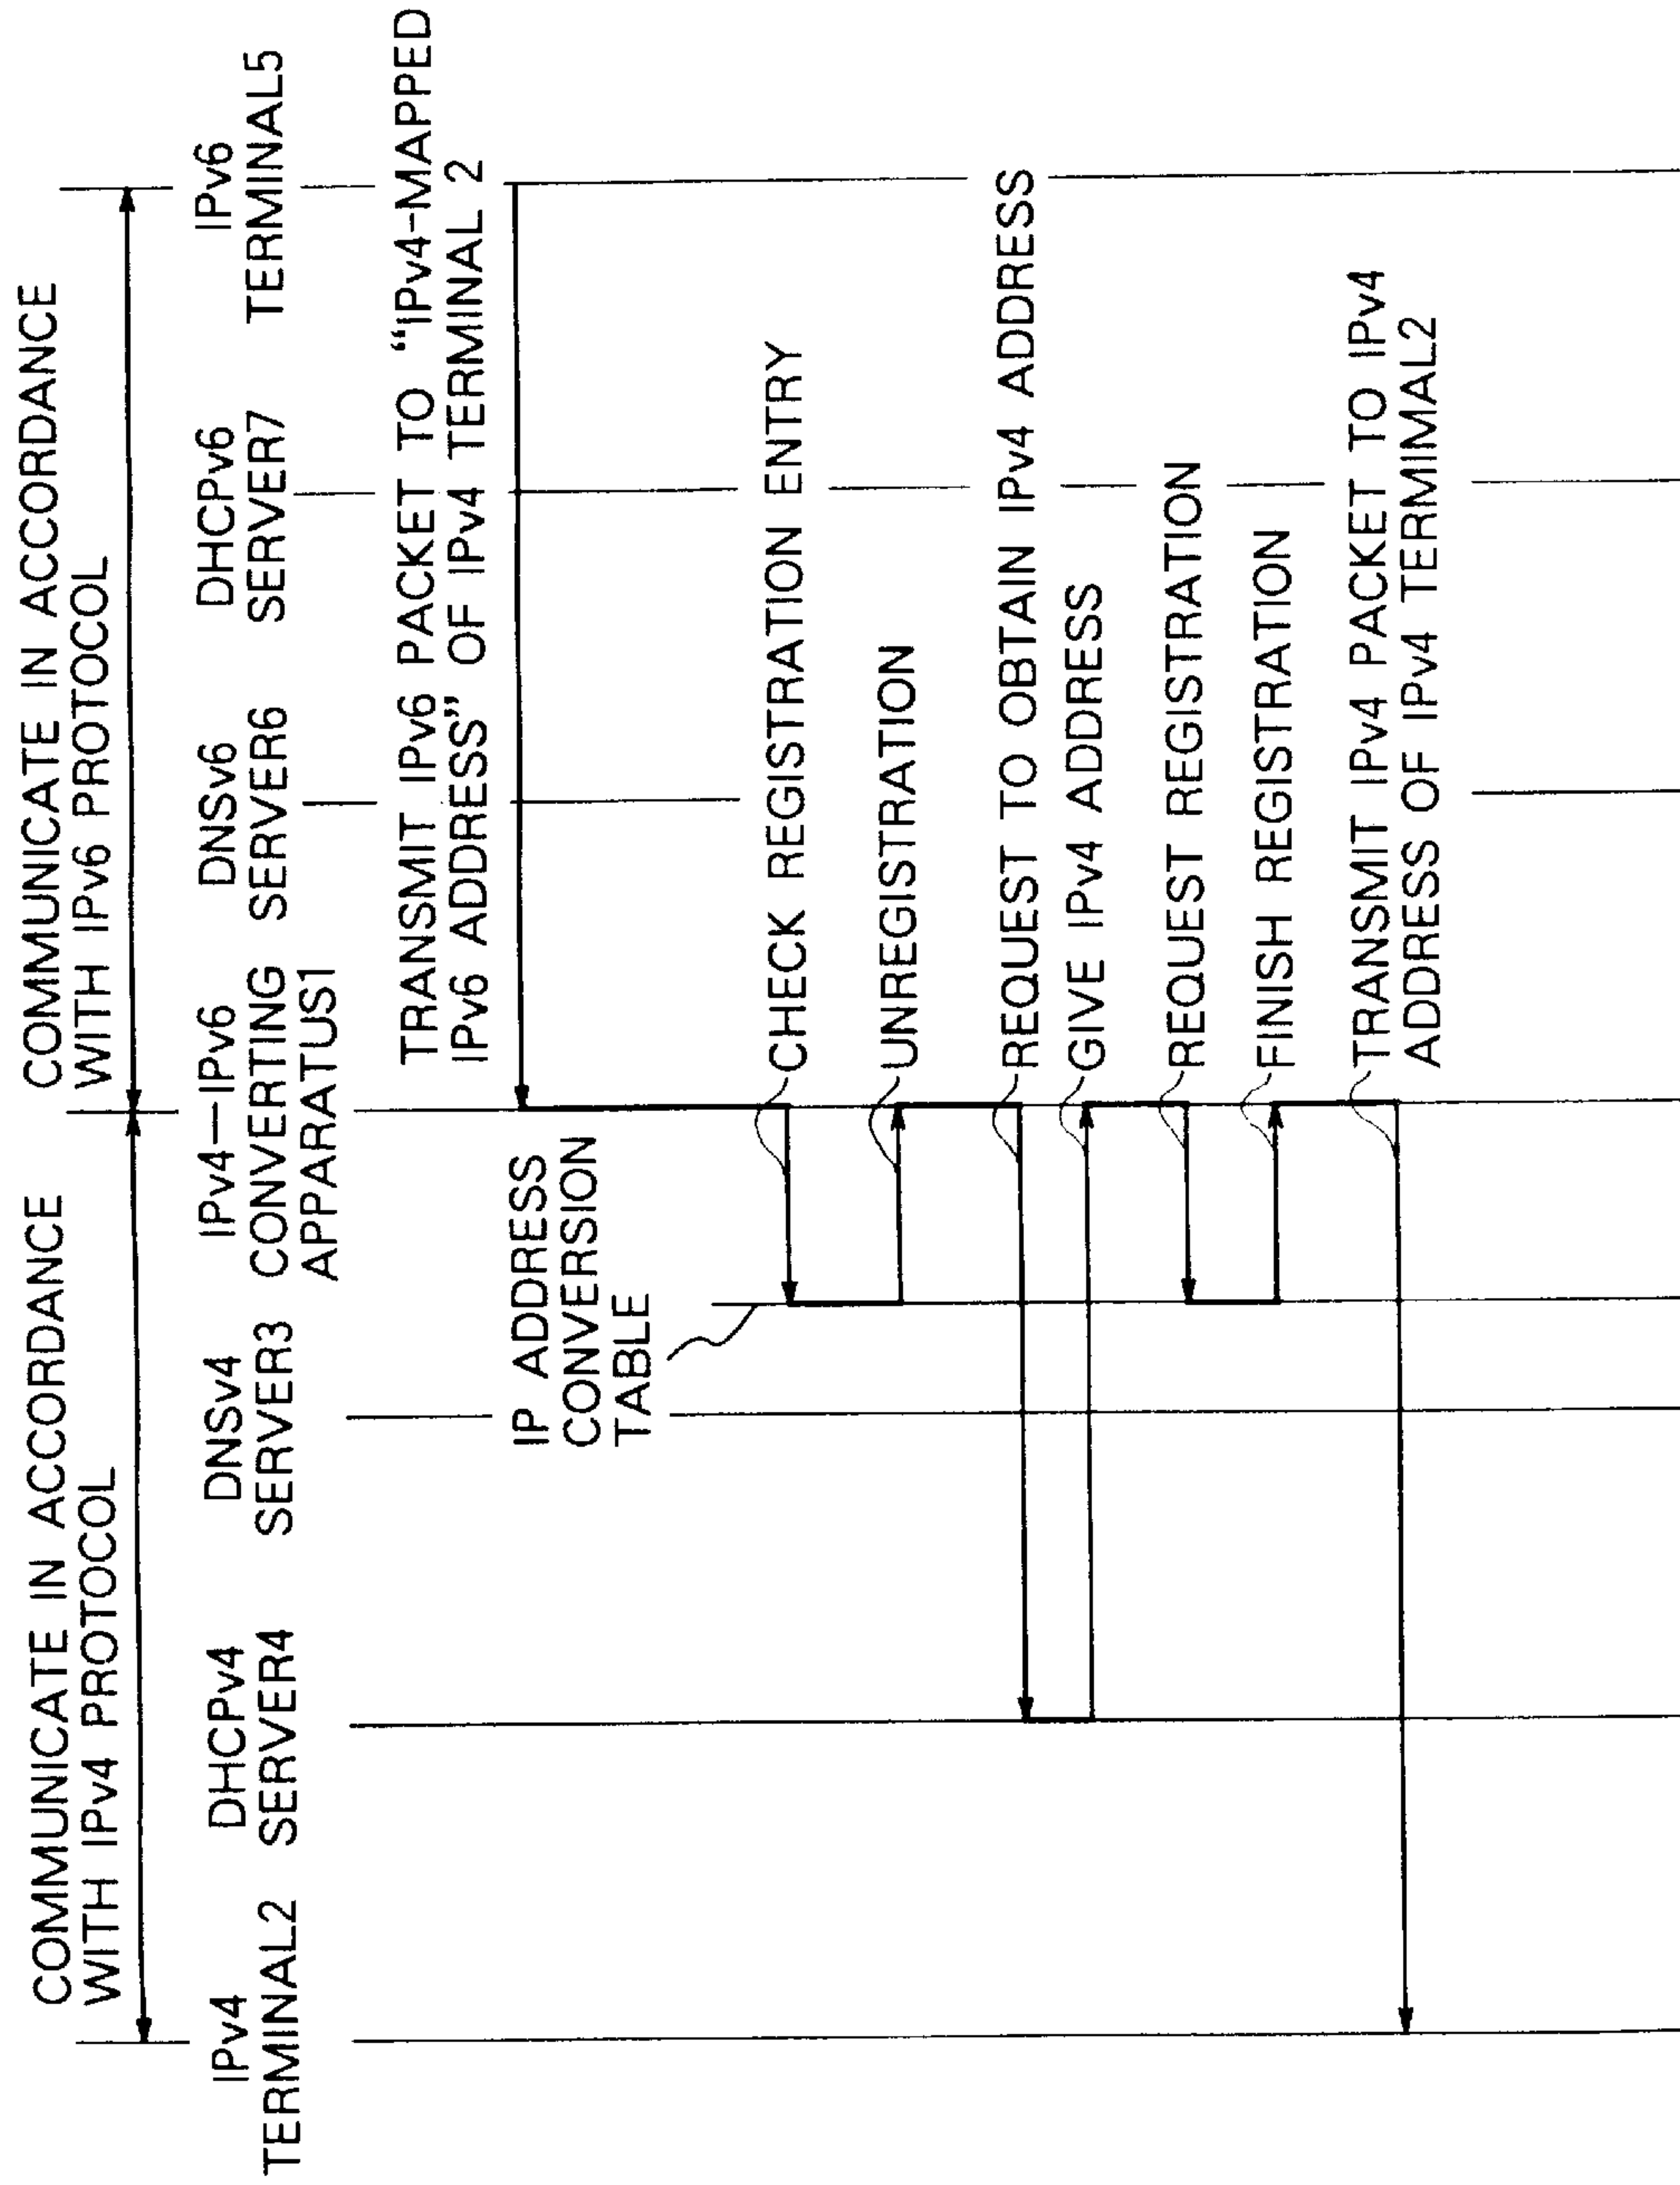 COMMUNICATE IN ACCORDANCE
WITH IPv4 PROTOCOL
COMMUNICATE IN ACCORDANCE
WITH IPv6 PROTOCOL
IPv4
TERMINAL2
DHCPv4
SERVER4
DNSv4
SERVER3
IPv4—IPv6
CONVERTING
APPARATUS1
DNSv6
SERVER6
DHCPv6
SERVER7
IPv6
TERMINAL5
TRANSMIT IPv6 PACKET TO "IPv4-MAPPED
IPv6 ADDRESS" OF IPv4 TERMINAL 2
IP ADDRESS
CONVERSION
TABLE
CHECK REGISTRATION ENTRY
UNREGISTRATION
REQUEST TO OBTAIN IPv4 ADDRESS
GIVE IPv4 ADDRESS
REQUEST REGISTRATION
FINISH REGISTRATION
TRANSMIT IPv4 PACKET TO IPv4
ADDRESS OF IPv4 TERMIMAL2